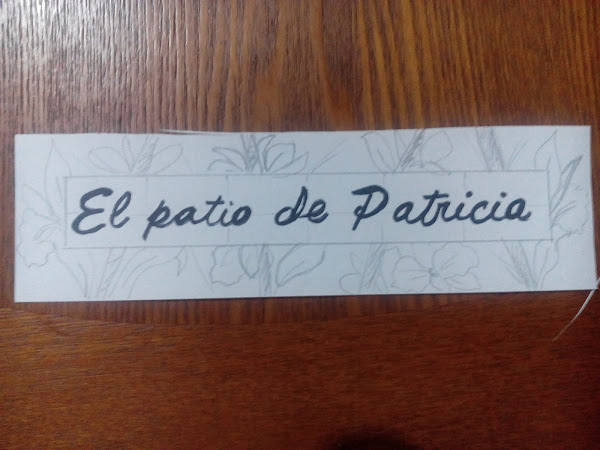 El patio de Patricia